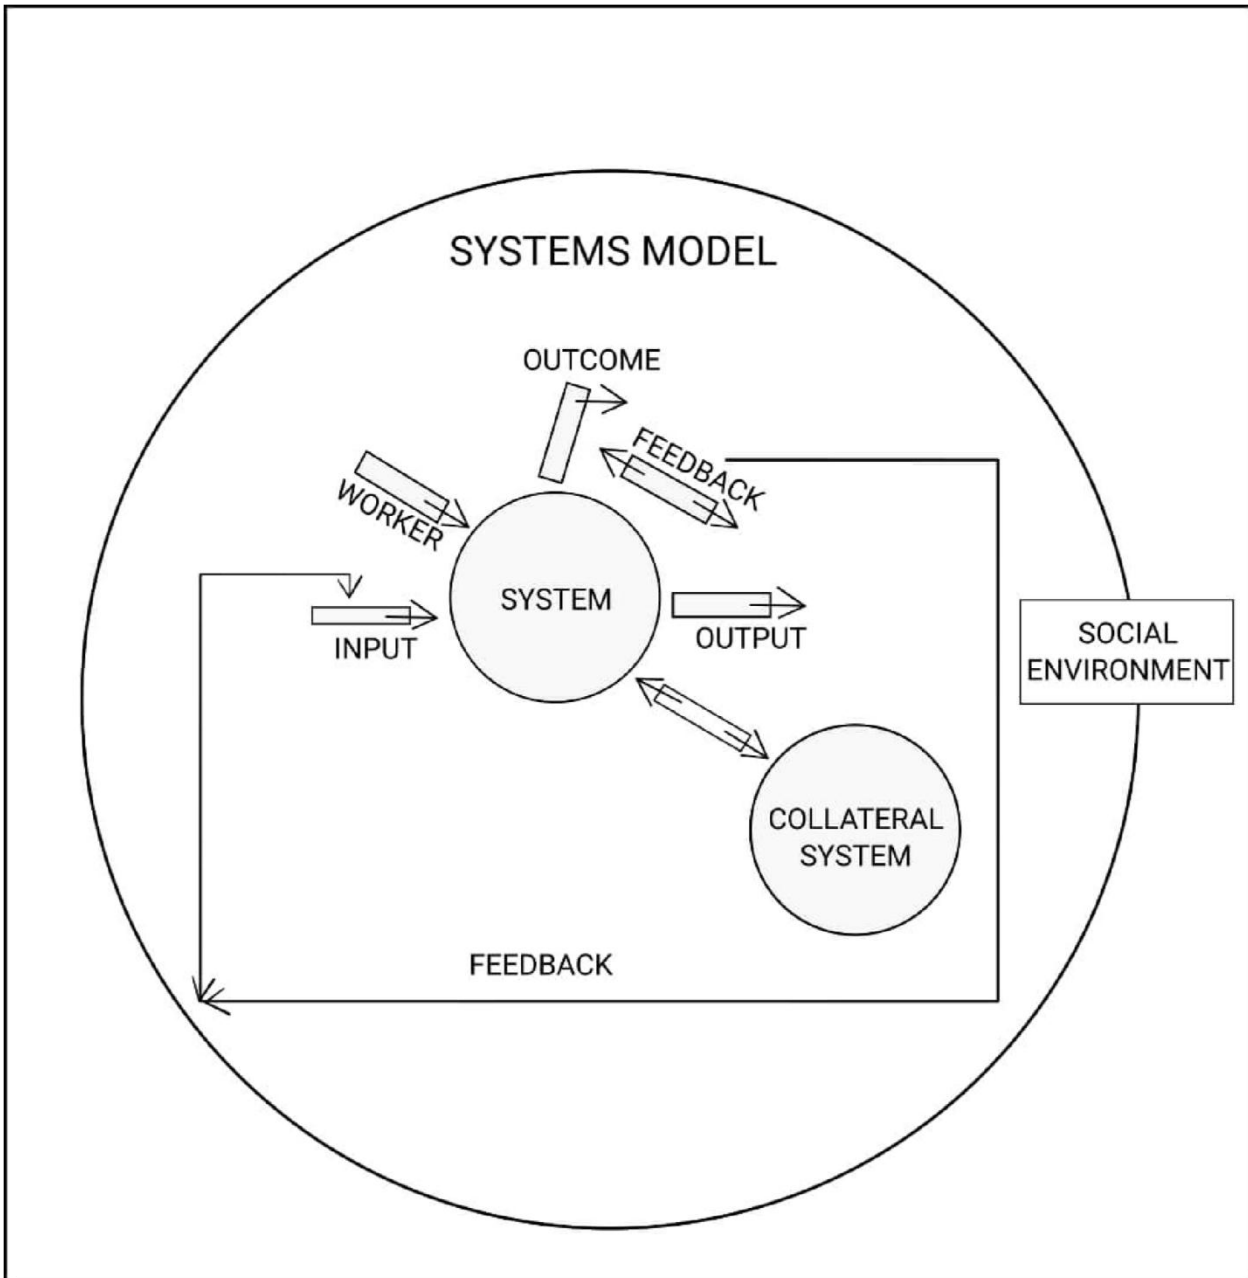 SYSTEMS MODEL
OUTCOME
FEEDBACK
WORKER
SYSTEM
INPUT
OUTPUT
SOCIAL
ENVIRONMENT
COLLATERAL
SYSTEM
FEEDBACK